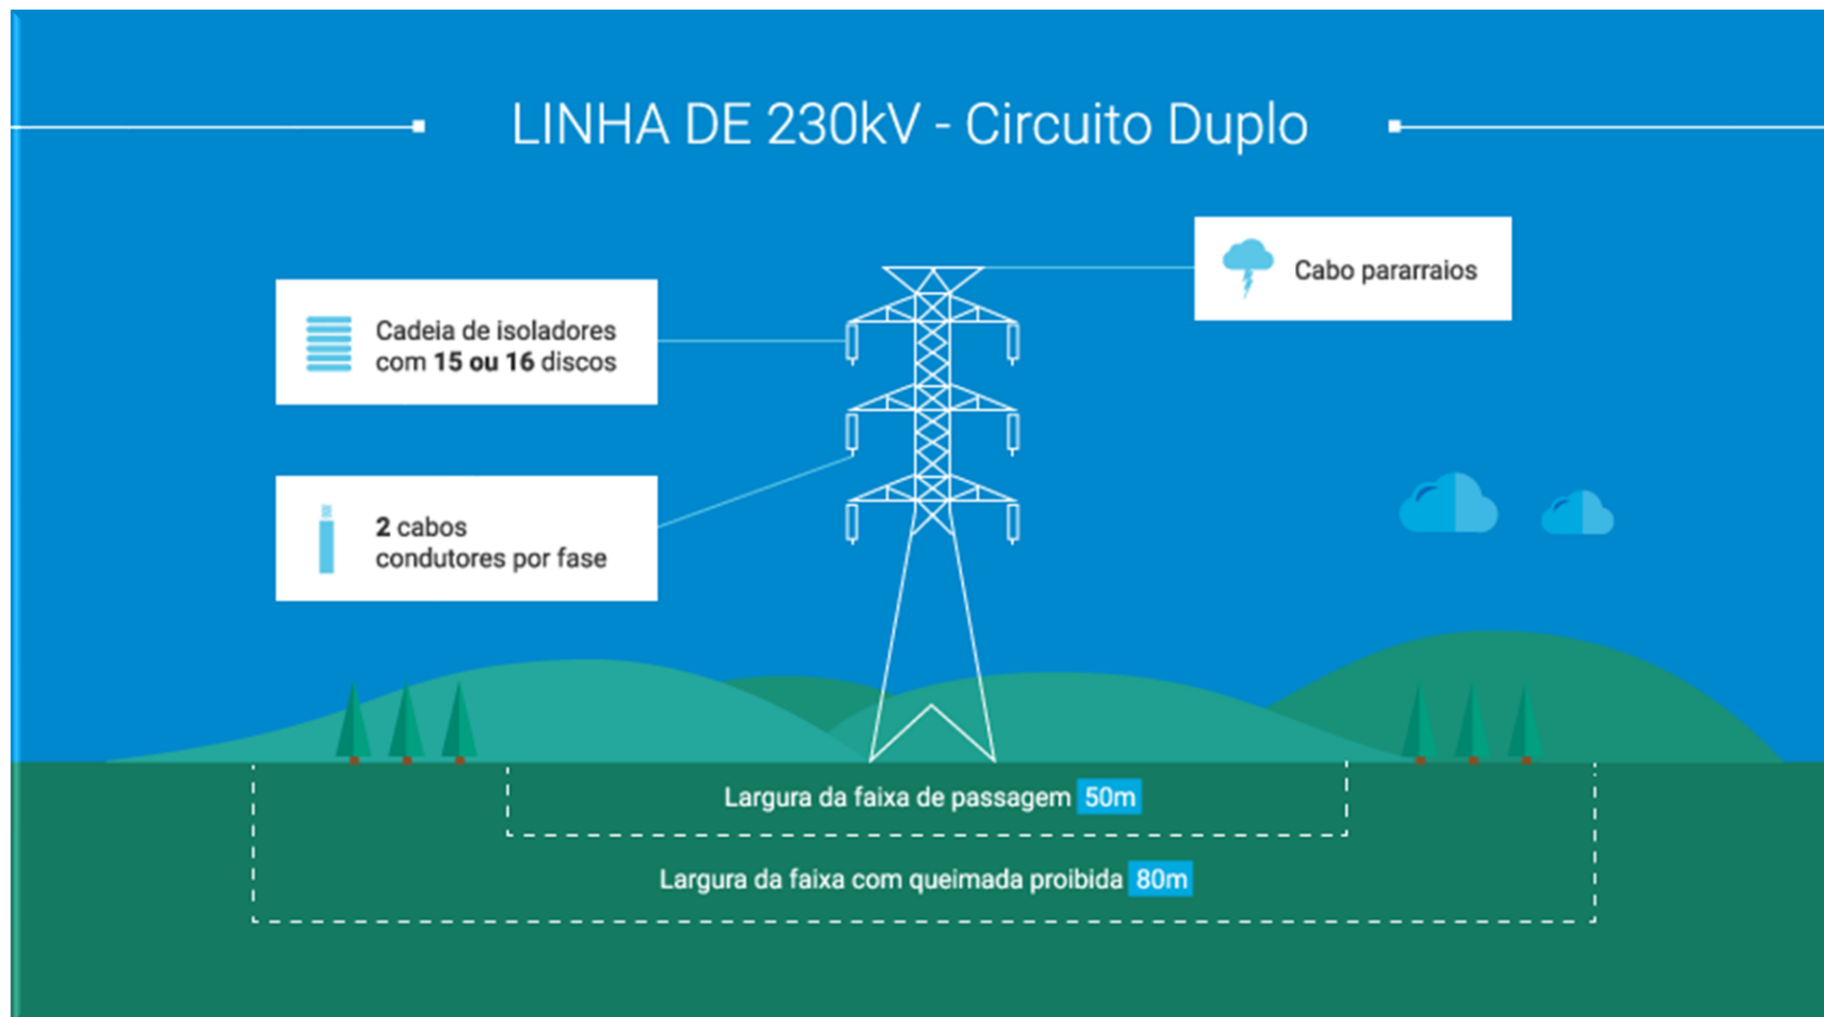 LINHA DE 230kV - Circuito Duplo
Cabo pararraios
Cadeia de isoladores
com 15 ou 16 discos
2 cabos
condutores por fase
Largura da faixa de passagem 50m
Largura da faixa com queimada proibida 80m